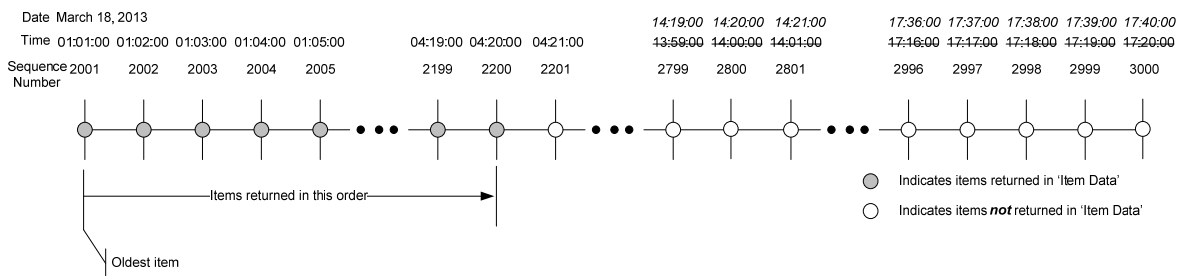 Date March 18, 2013
14:19:00 14:20:00 14:21:00 17:36:00 17:37:00 17:38:00 17:39:00 17:40:00
Time 01:01:00 01:02:00 01:03:00 01:04:00 01:05:00 04:19:00 04:20:00 04:21:00 13:59:00 14:00:00 14:01:00 17:16:00 17:17:00 17:18:00 17:19:00 17:20:00
Sequence Number 2001 2002 2003 2004 2005 2199 2200 2201 2799 2800 2801 2996 2997 2998 2999 3000
Items returned in this order
Indicates items returned in 'Item Data'
Indicates items not returned in 'Item Data'
Oldest item